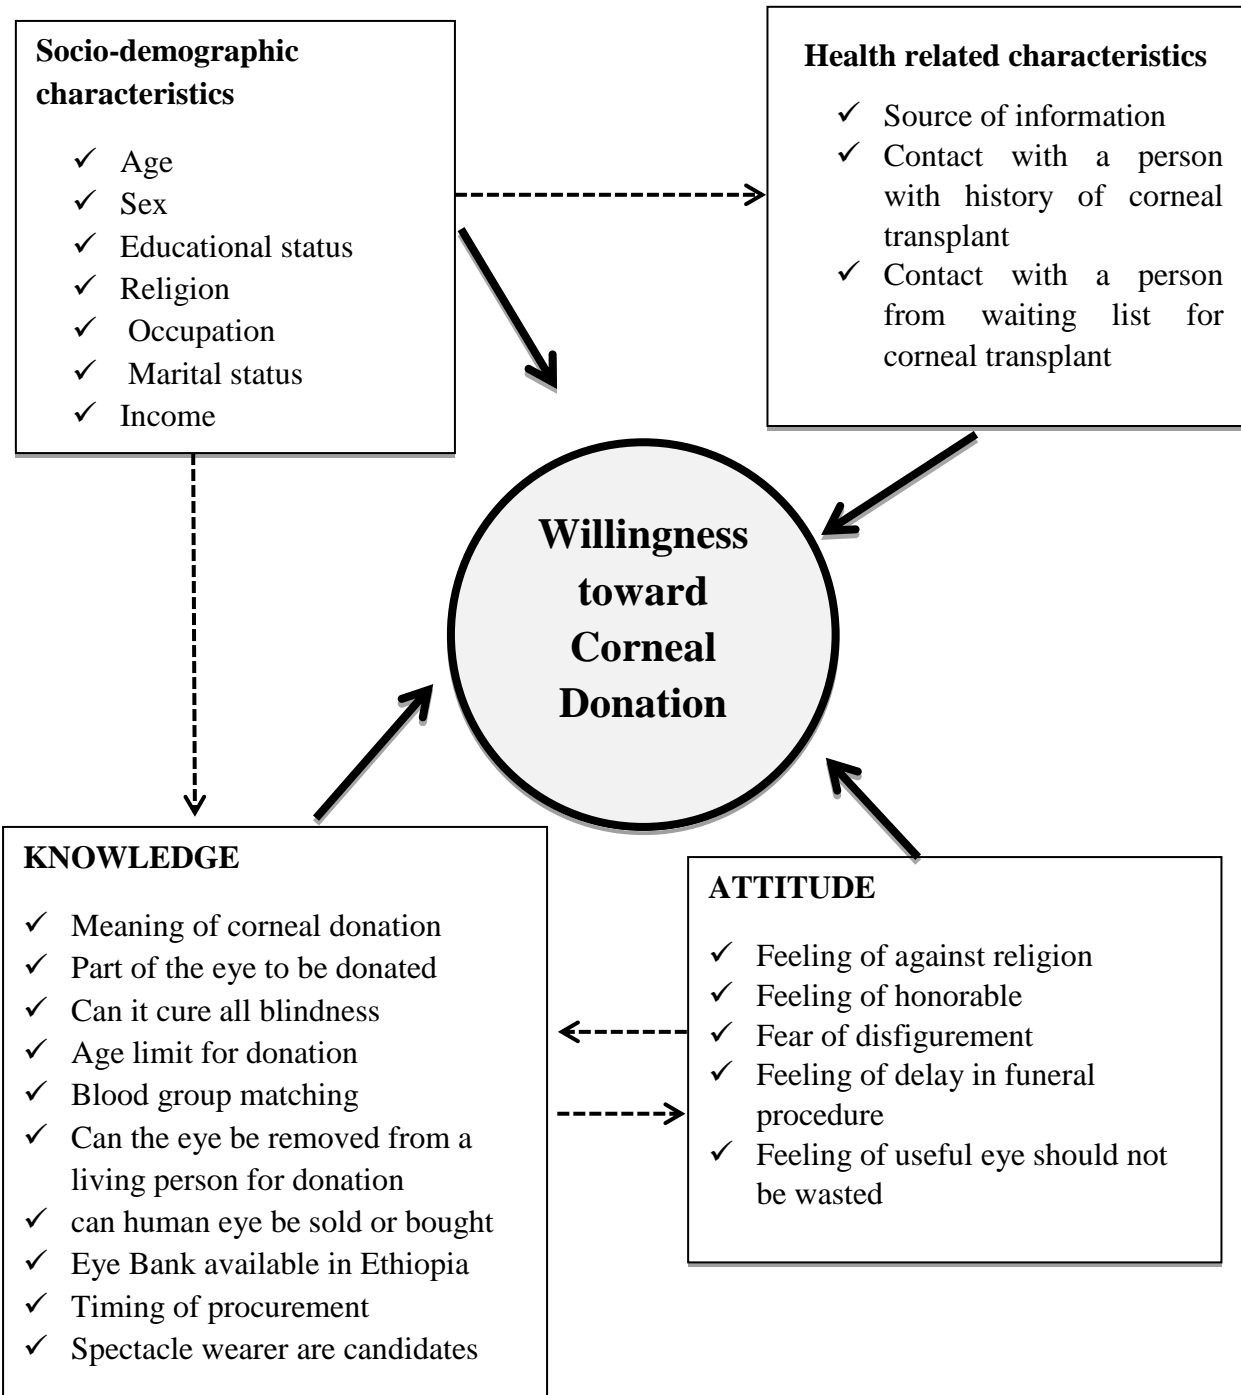 Socio-demographic
characteristics
✓ Age
✓ Sex
✓ Educational status
✓ Religion
✓ Occupation
✓ Marital status
✓ Income
Health related characteristics
✓ Source of information
✓ Contact with a person
with history of corneal
transplant
✓ Contact with a person
from waiting list for
corneal transplant
Willingness
toward
Corneal
Donation
KNOWLEDGE
✓ Meaning of corneal donation
✓ Part of the eye to be donated
✓ Can it cure all blindness
✓ Age limit for donation
✓ Blood group matching
✓ Can the eye be removed from a
living person for donation
✓ can human eye be sold or bought
✓ Eye Bank available in Ethiopia
✓ Timing of procurement
✓ Spectacle wearer are candidates
ATTITUDE
✓ Feeling of against religion
✓ Feeling of honorable
✓ Fear of disfigurement
✓ Feeling of delay in funeral
procedure
✓ Feeling of useful eye should not
be wasted